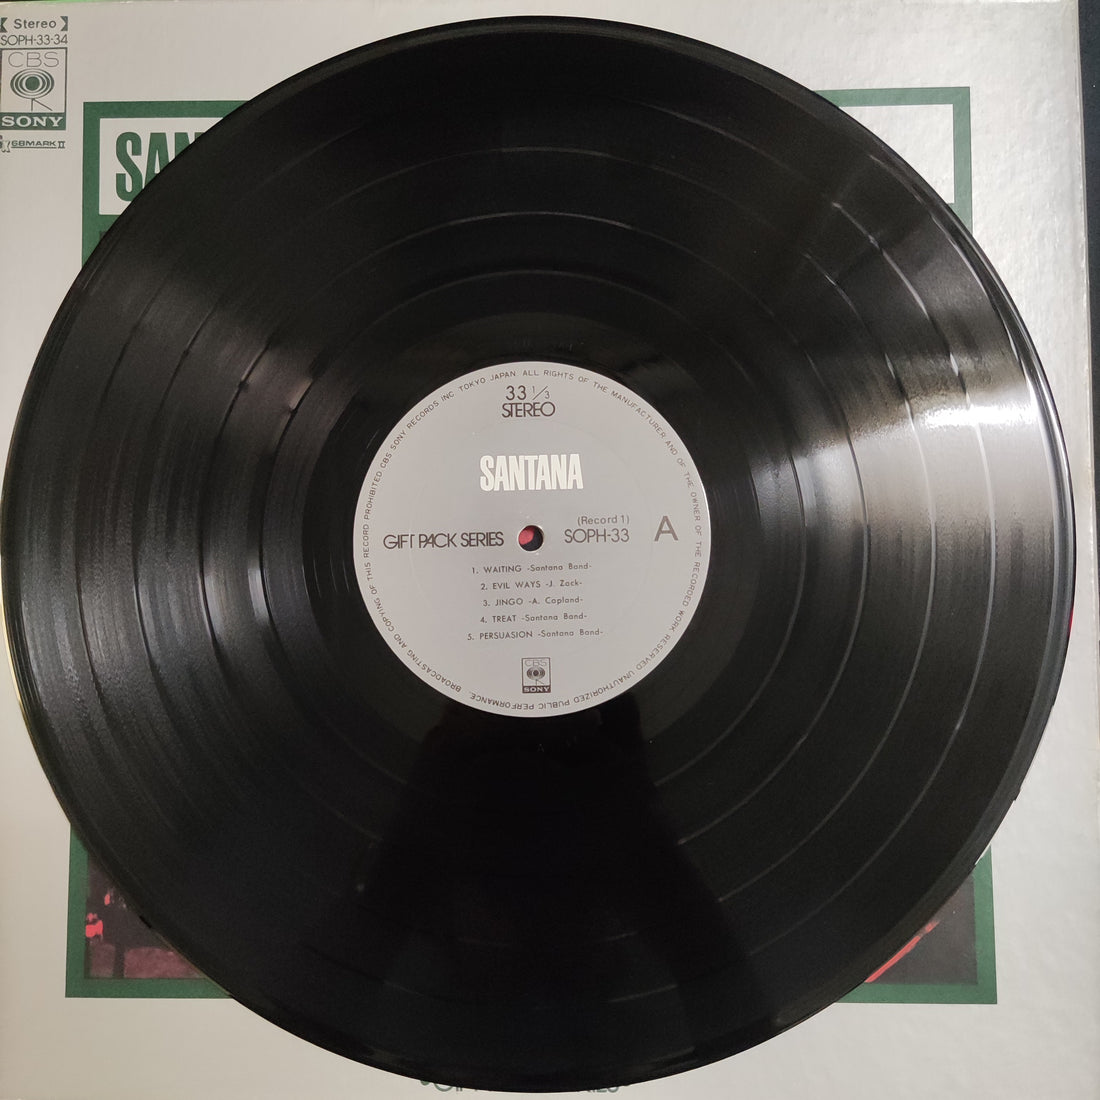 Stereo
SOPH-33-34
CBS
SONY
SAN
33 1/3
STEREO
SANTANA
(Record 1)
GIFT PACK SERIES SOPH-33 A
1. WAITING -Santana Band-
2. EVIL WAYS -J. Zack-
3. JINGO -A. Copland-
4. TREAT -Santana Band-
5. PERSUASION -Santana Band-
CBS
SONY
CBS SONY RECORDS INC TOKYO JAPAN ALL RIGHTS OF THE MANUFACTURER AND OF THE OWNER OF THE RECORDED WORK RESERVED UNAUTHORIZED PUBLIC PERFORMANCE, BROADCASTING AND COPYING OF THIS RECORD PROHIBITED